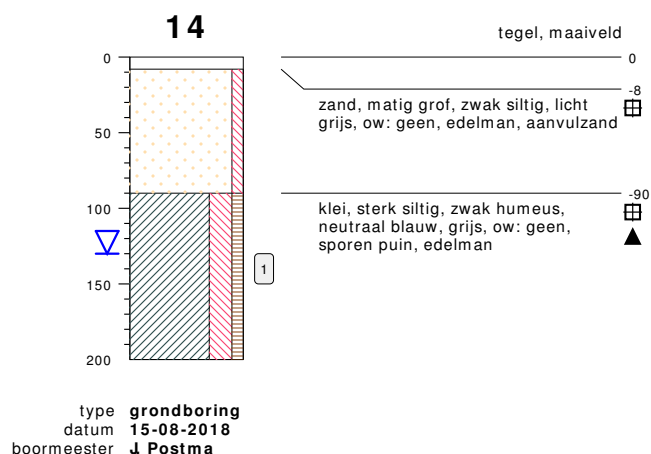 14
tegel, maaiveld
0
0
-8
zand, matig grof, zwak siltig, licht
grijs, ow: geen, edelman, aanvulzand
50
-90
100
klei, sterk siltig, zwak humeus,
neutraal blauw, grijs, ow: geen,
sporen puin, edelman
1
150
200
type grondboring
datum 15-08-2018
boormeester J. Postma